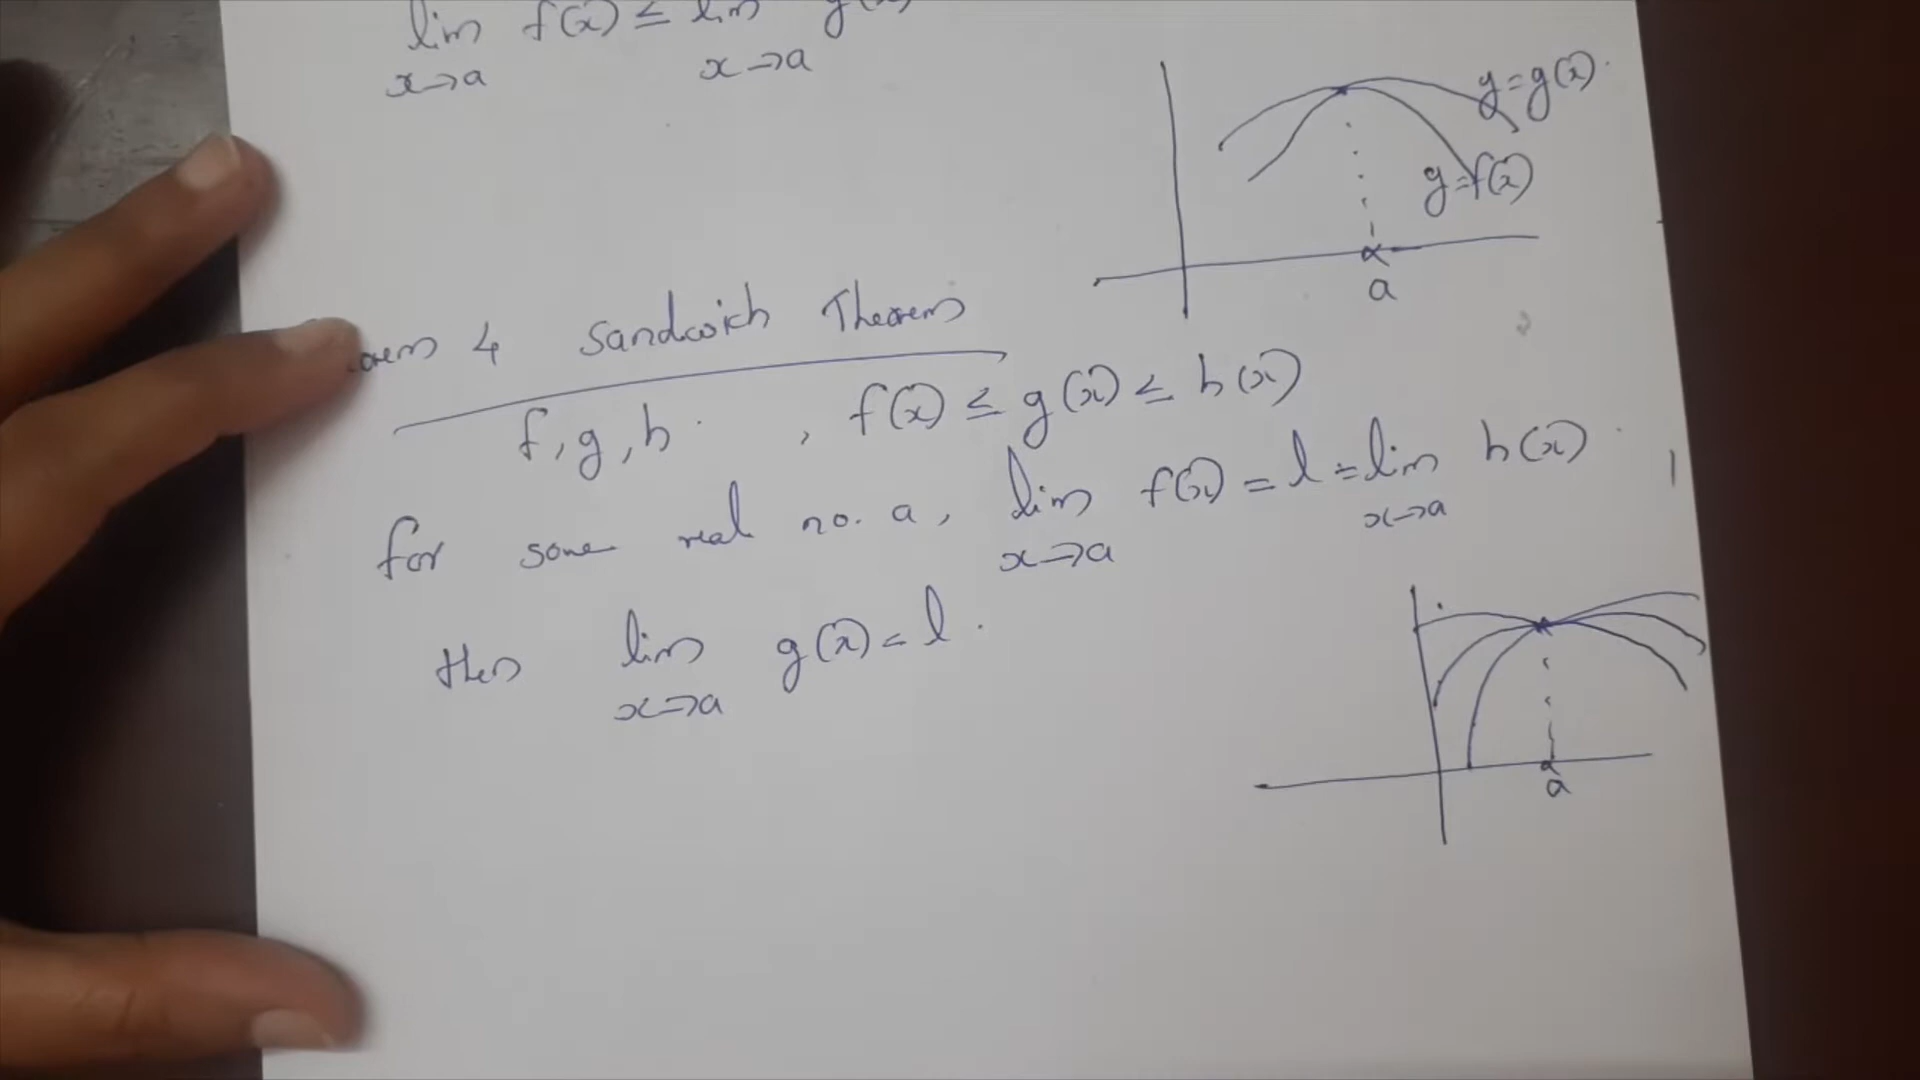 lim f(x) ≤ lim g(x)
x→a x→a
y=g(x)
y=f(x)
a
4 Sandwich Theorem
f, g, h , f(x) ≤ g(x) ≤ h(x)
for some real no. a, lim f(x) = l = lim h(x)
x→a x→a
then lim g(x) = l.
x→a
a